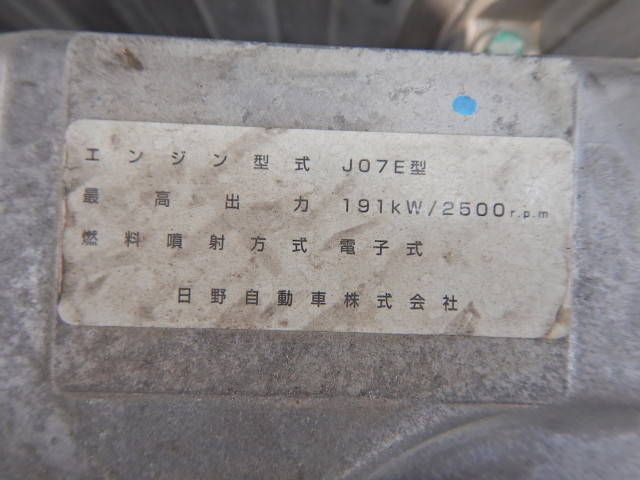 エンジン型式 J07E型
最高出力 191kW/2500r.p.m
燃料噴射方式 電子式
日野自動車株式会社